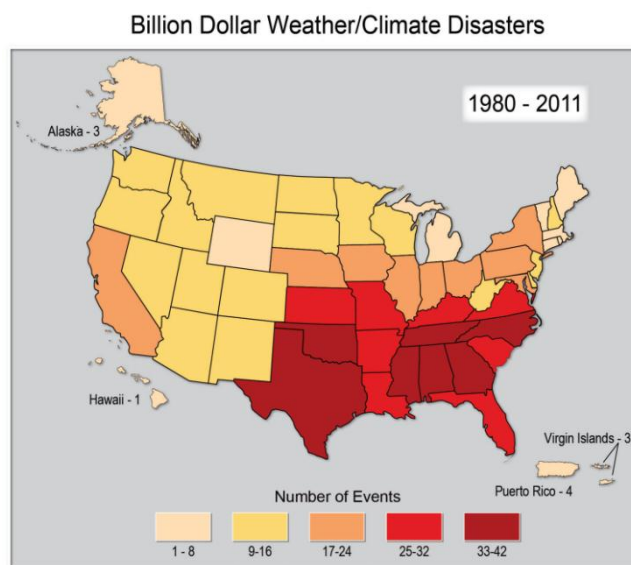 Billion Dollar Weather/Climate Disasters
1980 - 2011
Alaska - 3
Hawaii - 1
Virgin Islands - 3
Puerto Rico - 4
Number of Events
1 - 8
9-16
17-24
25-32
33-42